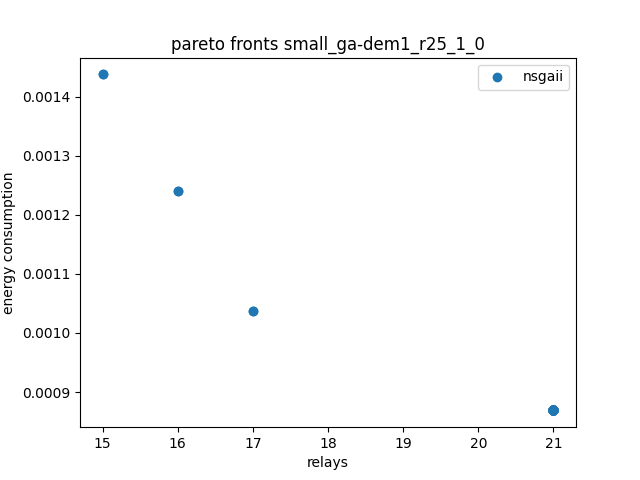 pareto fronts small_ga-dem1_r25_1_0
nsgaii
energy consumption
0.0014
0.0013
0.0012
0.0011
0.0010
0.0009
15 16 17 18 19 20 21
relays